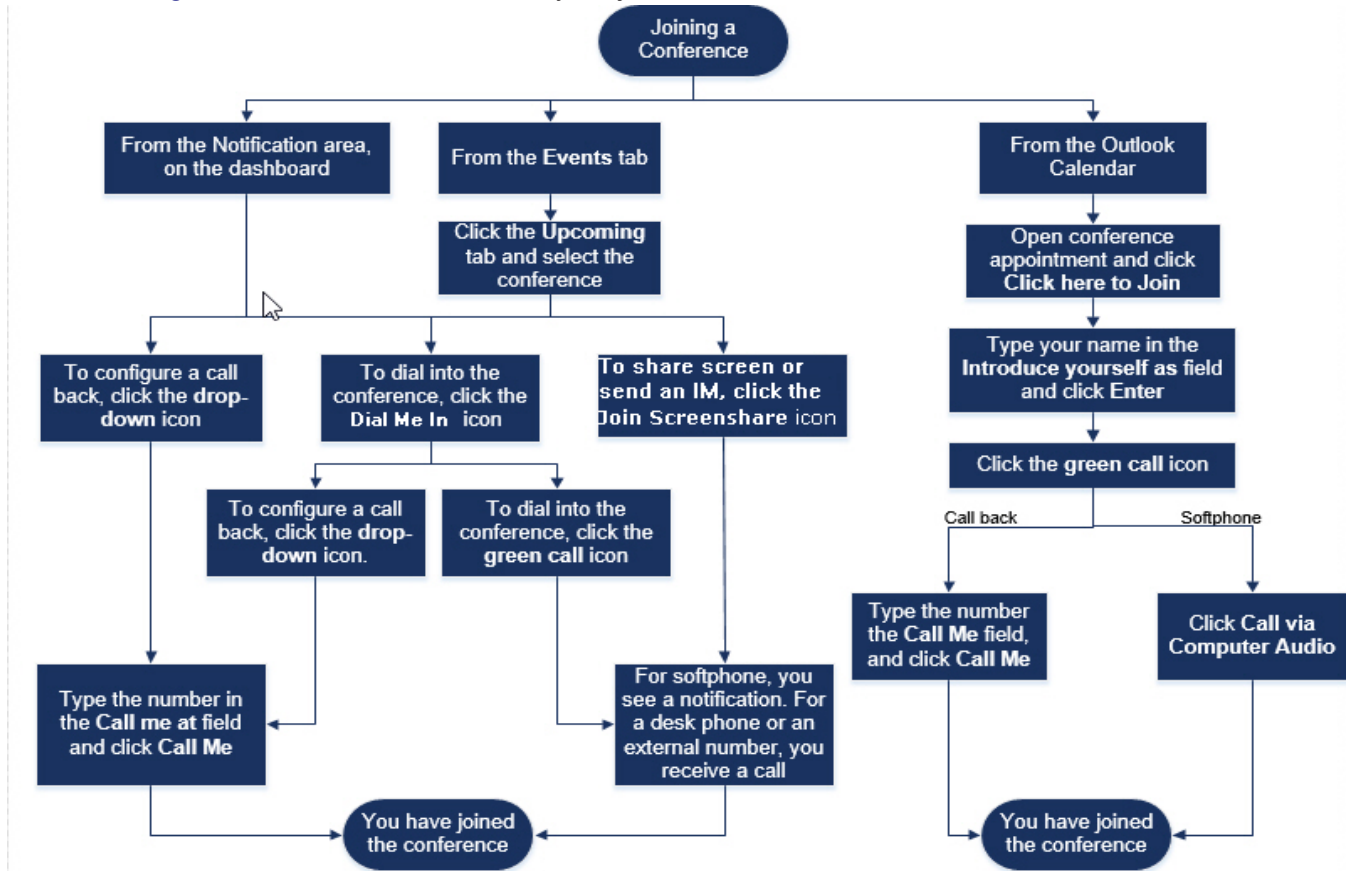 Joining a
Conference
From the Notification area,
on the dashboard
From the Events tab
From the Outlook
Calendar
Click the Upcoming
tab and select the
conference
Open conference
appointment and click
Click here to Join
Type your name in the
Introduce yourself as field
and click Enter
To configure a call
back, click the drop-
down icon
To dial into the
conference, click the
Dial Me In icon
To share screen or
send an IM, click the
Join Screenshare icon
Click the green call icon
To configure a call
back, click the drop-
down icon.
To dial into the
conference, click the
green call icon
Call back
Softphone
Type the number
the Call Me field,
and click Call Me
Click Call via
Computer Audio
Type the number in
the Call me at field
and click Call Me
For softphone, you
see a notification. For
a desk phone or an
external number, you
receive a call
You have joined
the conference
You have joined
the conference